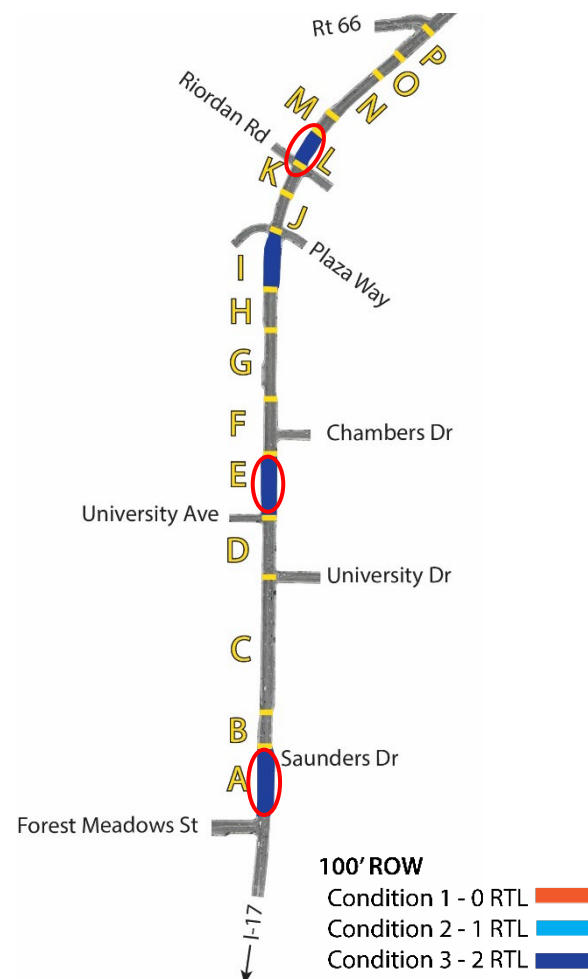 Rt 66
P
O
N
M
Riordan Rd
L
K
J
Plaza Way
I
H
G
F
Chambers Dr
E
University Ave
D
University Dr
C
B
Saunders Dr
A
Forest Meadows St
I-17
100' ROW
Condition 1 - 0 RTL
Condition 2 - 1 RTL
Condition 3 - 2 RTL